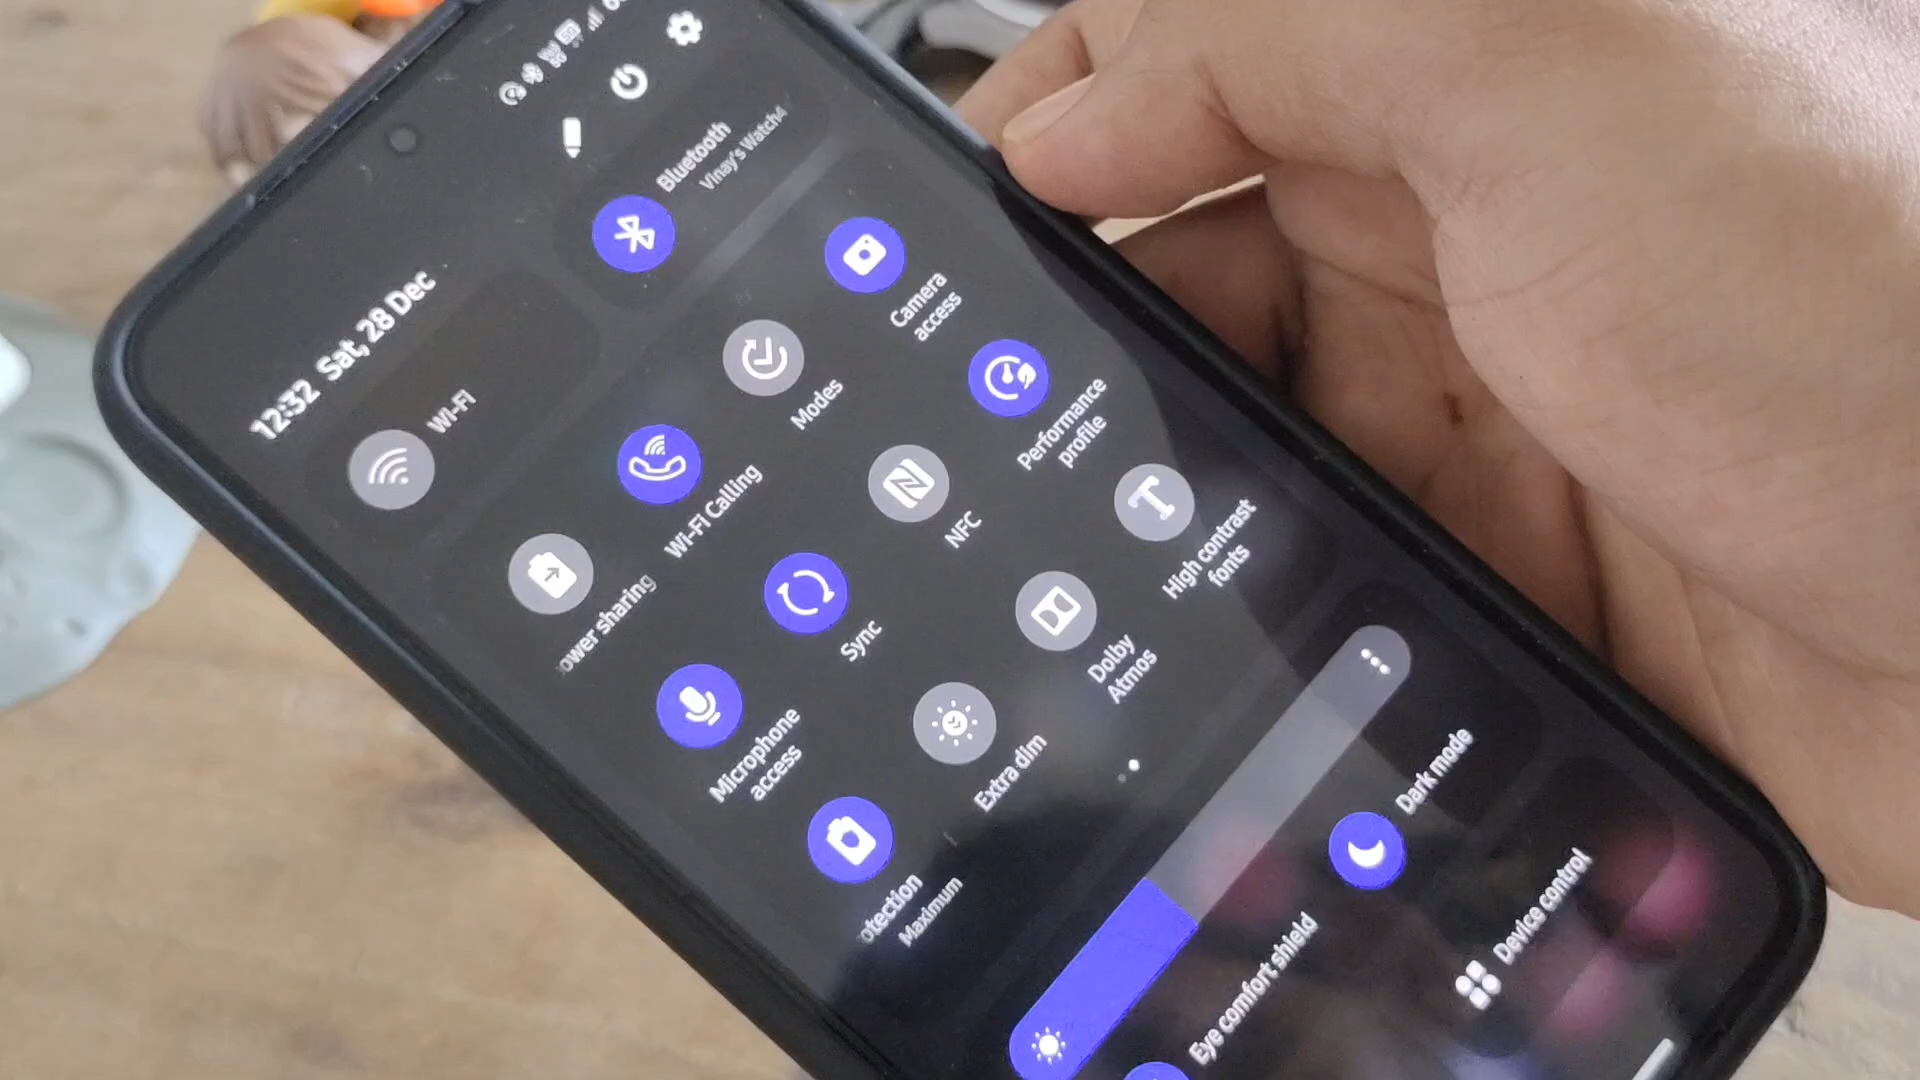 12:32 Sat, 28 Dec
Wi-Fi
Bluetooth
Vinay's Watch4
sharing
Wi-Fi Calling
Modes
Camera
access
Microphone
access
Sync
NFC
Performance
profile
Maximum
Extra dim
Dolby
Atmos
High contrast
fonts
Eye comfort shield
Dark mode
Device control